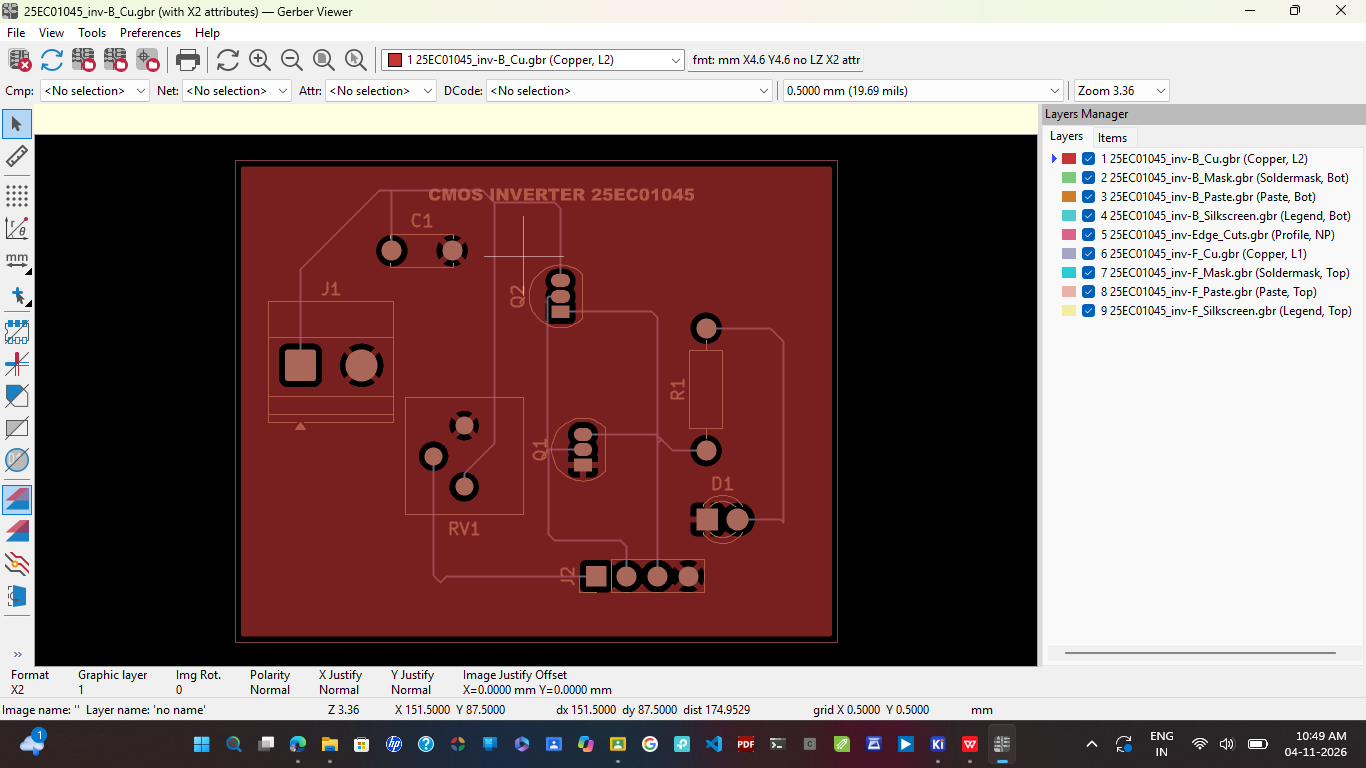 25EC01045_inv-B_Cu.gbr (with X2 attributes) — Gerber Viewer
File View Tools Preferences Help
1 25EC01045_inv-B_Cu.gbr (Copper, L2) fmt: mm X4.6 Y4.6 no LZ X2 attr
Cmp: <No selection> Net: <No selection> Attr: <No selection> DCode: <No selection> 0.5000 mm (19.69 mils) Zoom 3.36
Layers Manager
Layers Items
1 25EC01045_inv-B_Cu.gbr (Copper, L2)
2 25EC01045_inv-B_Mask.gbr (Soldermask, Bot)
3 25EC01045_inv-B_Paste.gbr (Paste, Bot)
4 25EC01045_inv-B_Silkscreen.gbr (Legend, Bot)
5 25EC01045_inv-Edge_Cuts.gbr (Profile, NP)
6 25EC01045_inv-F_Cu.gbr (Copper, L1)
7 25EC01045_inv-F_Mask.gbr (Soldermask, Top)
8 25EC01045_inv-F_Paste.gbr (Paste, Top)
9 25EC01045_inv-F_Silkscreen.gbr (Legend, Top)
mm
CMOS INVERTER 25EC01045
C1
J1
Q2
R1
Q1
D1
RV1
J2
Format Graphic layer Img Rot. Polarity X Justify Y Justify Image Justify Offset
X2 1 0 Normal Normal Normal X=0.0000 mm Y=0.0000 mm
Image name: '' Layer name: 'no name' Z 3.36 X 151.5000 Y 87.5000 dx 151.5000 dy 87.5000 dist 174.9529 grid X 0.5000 Y 0.5000 mm
1
PDF
Ki
ENG
IN
10:49 AM
04-11-2026